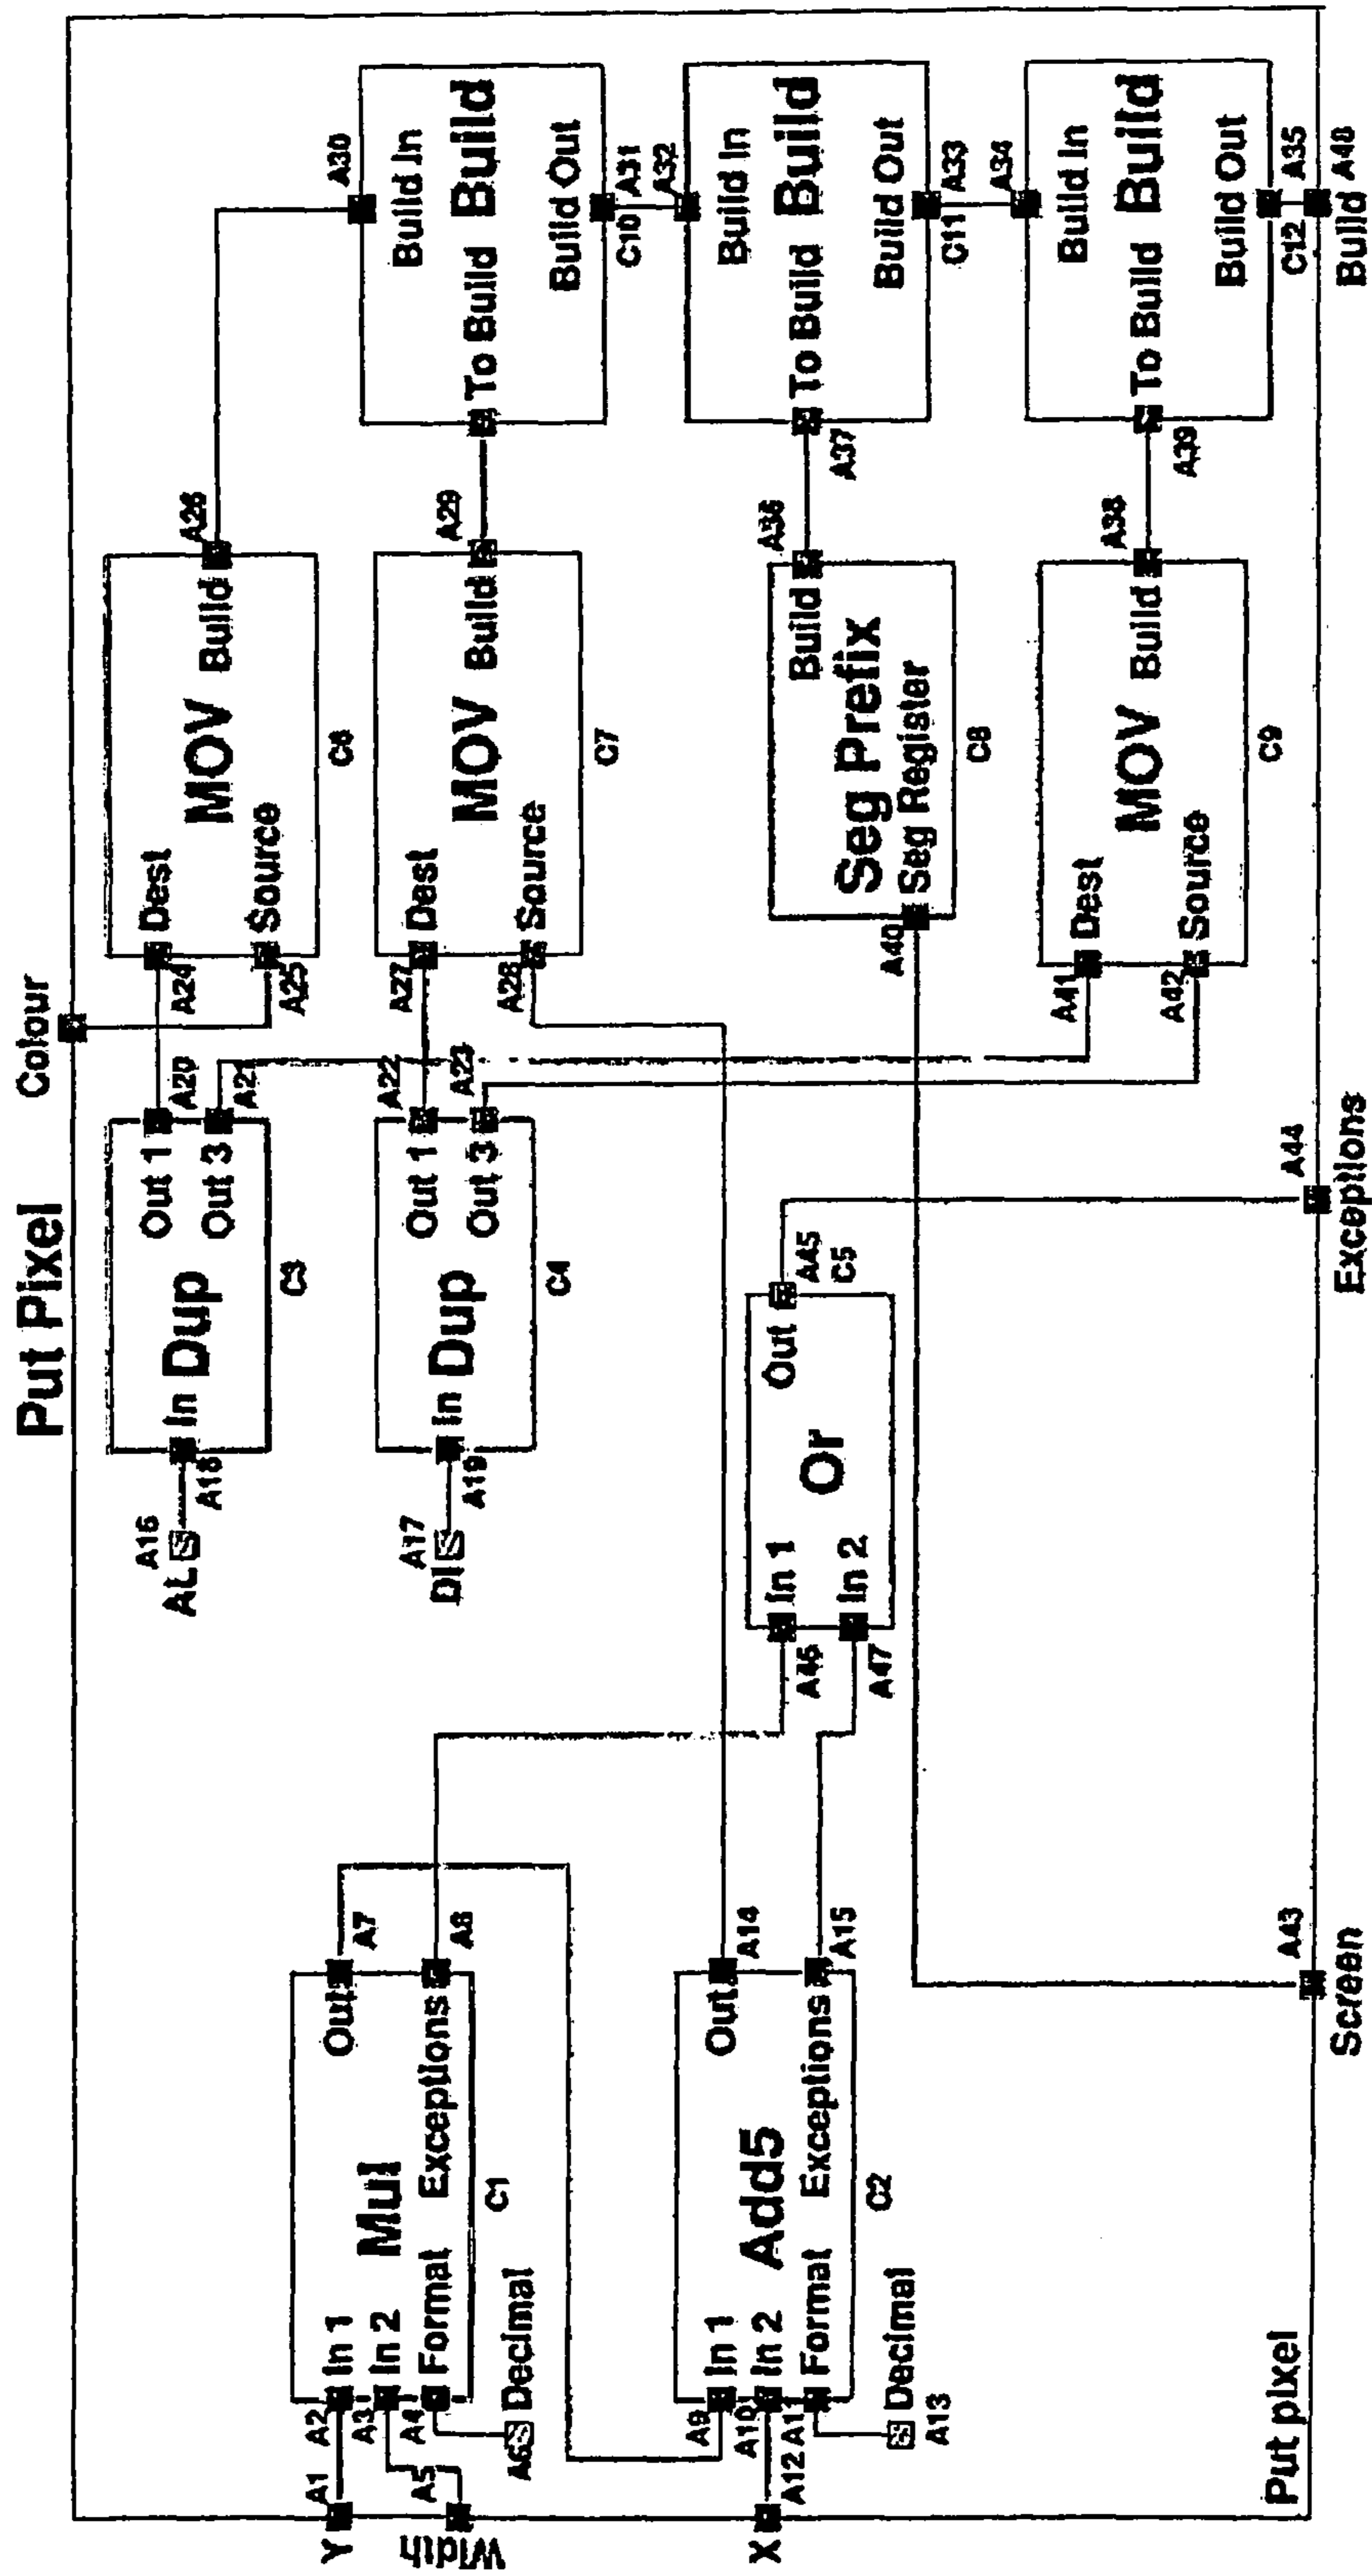 Put Pixel
Colour
Y
A1
A2
In 1
A3
In 2
A4
Format
Mul
Out
A7
Exceptions
A8
C1
A5
Width
A6
Decimal
X
A12
A9
In 1
A10
In 2
A11
Format
Add5
Out
A14
Exceptions
A15
C2
Decimal
A13
AL
A16
A18
In
Dup
Out 1
A20
Out 3
A21
C3
DI
A17
A19
In
Dup
Out 1
A22
Out 3
A23
C4
In 1
A46
In 2
A47
Or
Out
A45
C5
A24
Dest
A25
Source
MOV
Build
A26
C6
A27
Dest
A28
Source
MOV
Build
A29
C7
Seg Prefix
Build
A36
Seg Register
A40
C8
A41
Dest
A42
Source
MOV
Build
A38
C9
A30
Build In
To Build
Build
Build Out
C10
A31
A32
Build In
To Build
Build
A37
Build Out
C11
A33
A34
Build In
To Build
Build
A39
Build Out
C12
A35
Put pixel
A43
Screen
A44
Exceptions
A48
Build